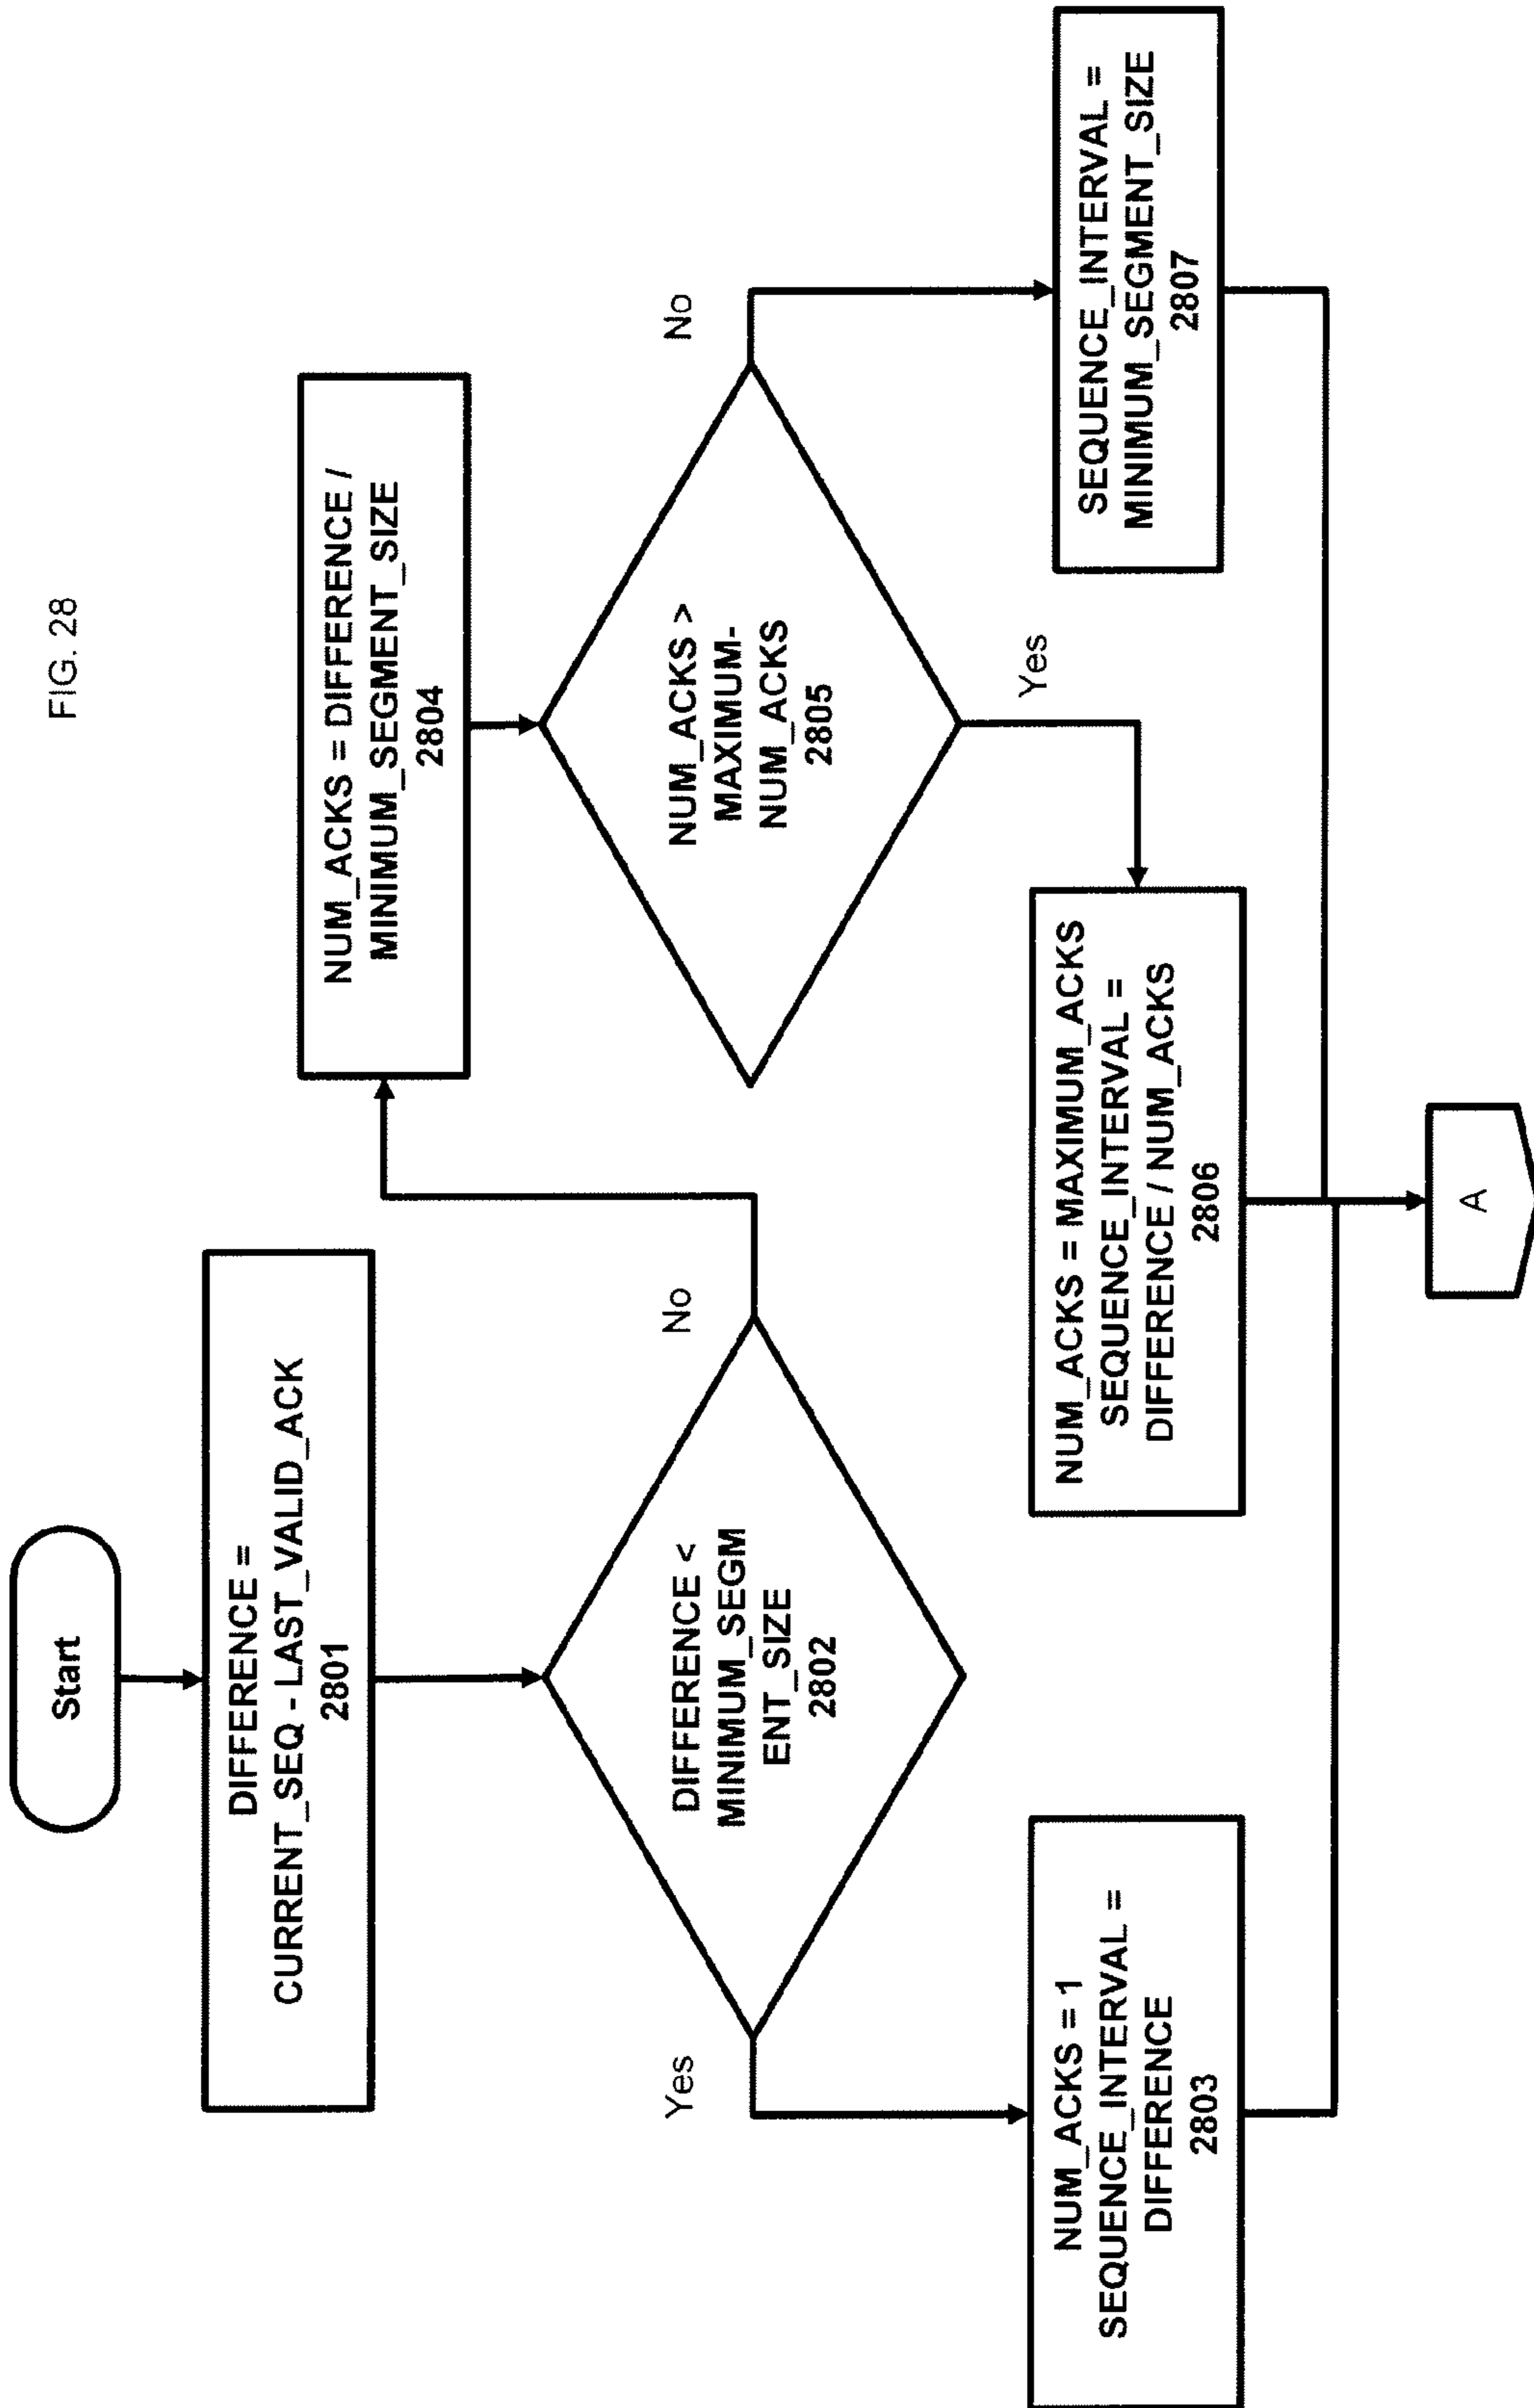 FIG. 28
Start
DIFFERENCE =
CURRENT_SEQ - LAST_VALID_ACK
2801
DIFFERENCE <
MINIMUM_SEGM
ENT_SIZE
2802
Yes
No
NUM_ACKS = 1
SEQUENCE_INTERVAL =
DIFFERENCE
2803
NUM_ACKS = DIFFERENCE /
MINIMUM_SEGMENT_SIZE
2804
NUM_ACKS >
MAXIMUM-
NUM_ACKS
2805
Yes
No
NUM_ACKS = MAXIMUM_ACKS
SEQUENCE_INTERVAL =
DIFFERENCE / NUM_ACKS
2806
SEQUENCE_INTERVAL =
MINIMUM_SEGMENT_SIZE
2807
A